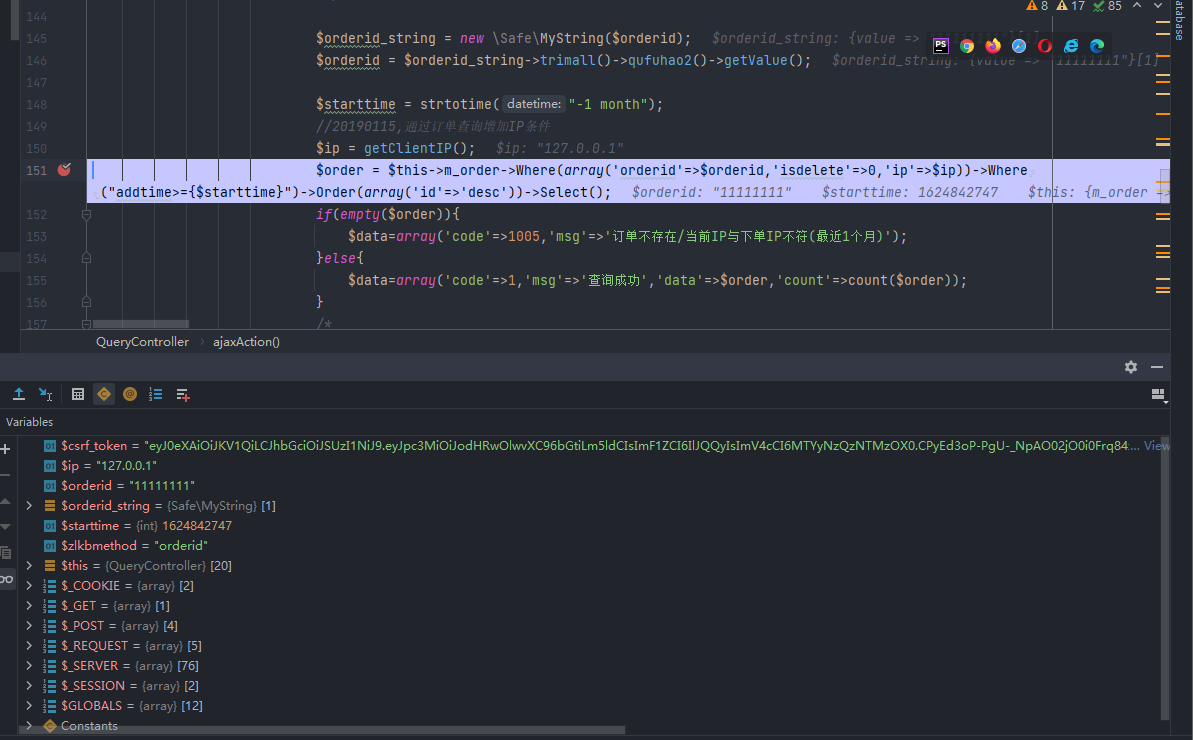 8 17 85
atabase
144
145 $orderid_string = new \Safe\MyString($orderid); $orderid_string: {value =>
146 $orderid = $orderid_string->trimall()->qufuhao2()->getValue(); $orderid_string: {value => "11111111"}[1]
147
148 $starttime = strtotime( datetime: "-1 month");
149 //20190115,通过订单查询增加IP条件
150 $ip = getClientIP(); $ip: "127.0.0.1"
151 $order = $this->m_order->Where(array('orderid'=>$orderid,'isdelete'=>0,'ip'=>$ip))->Where
("addtime>={$starttime}")->Order(array('id'=>'desc'))->Select(); $orderid: "11111111" $starttime: 1624842747 $this: {m_order =>
152 if(empty($order)){
153 $data=array('code'=>1005,'msg'=>'订单不存在/当前IP与下单IP不符(最近1个月)');
154 }else{
155 $data=array('code'=>1,'msg'=>'查询成功','data'=>$order,'count'=>count($order));
156 }
157 /*
QueryController › ajaxAction()
Variables
$csrf_token = "eyJ0eXAiOiJKV1QiLCJhbGciOiJSUzI1NiJ9.eyJpc3MiOiJodHRwOlwvXC96bGtiLm5ldCIsImF1ZCI6IlJQQyIsImV4cCI6MTYyNzQzNTMzOX0.CPyEd3oP-PgU-_NpAO02jO0i0Frq84:... View
$ip = "127.0.0.1"
$orderid = "11111111"
$orderid_string = {Safe\MyString} [1]
$starttime = {int} 1624842747
$zlkbmethod = "orderid"
$this = {QueryController} [20]
$_COOKIE = {array} [2]
$_GET = {array} [1]
$_POST = {array} [4]
$_REQUEST = {array} [5]
$_SERVER = {array} [76]
$_SESSION = {array} [2]
$GLOBALS = {array} [12]
Constants